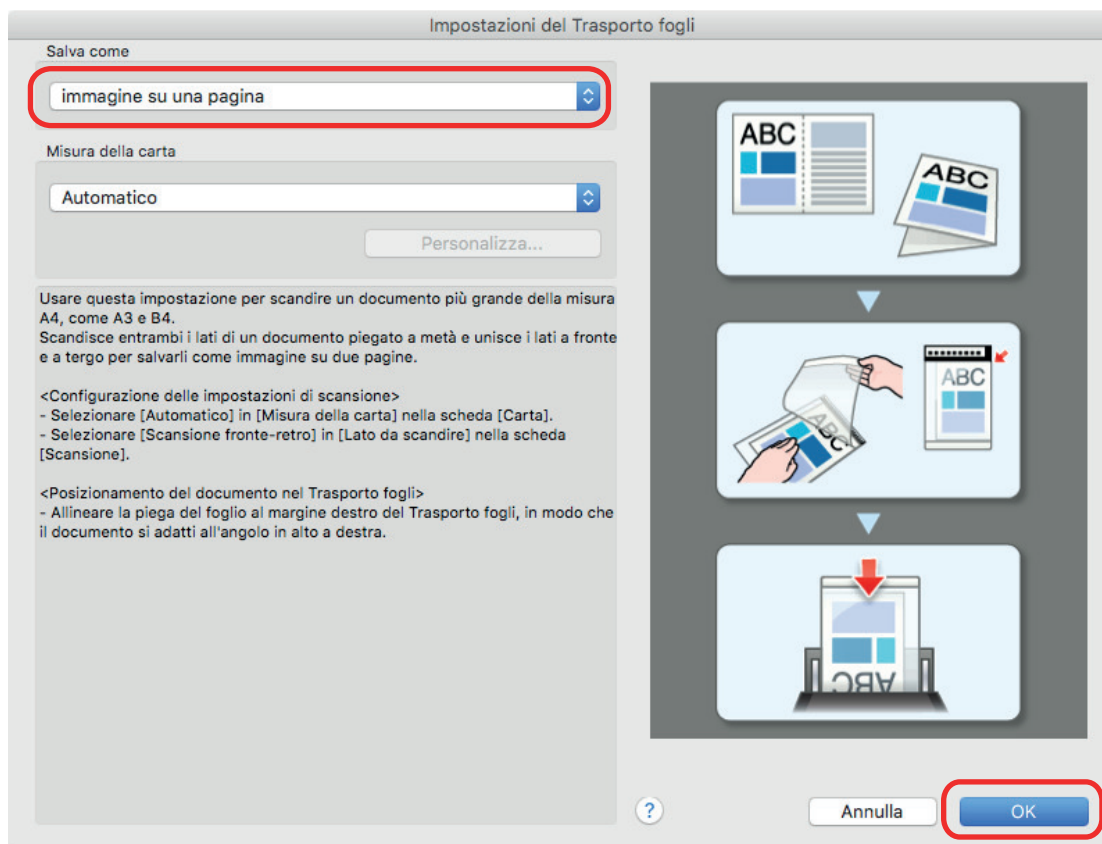 Impostazioni del Trasporto fogli
Salva come
immagine su una pagina
Misura della carta
Automatico
Personalizza...
Usare questa impostazione per scandire un documento più grande della misura
A4, come A3 e B4.
Scandisce entrambi i lati di un documento piegato a metà e unisce i lati a fronte
e a tergo per salvarli come immagine su due pagine.
<Configurazione delle impostazioni di scansione>
- Selezionare [Automatico] in [Misura della carta] nella scheda [Carta].
- Selezionare [Scansione fronte-retro] in [Lato da scandire] nella scheda
[Scansione].
<Posizionamento del documento nel Trasporto fogli>
- Allineare la piega del foglio al margine destro del Trasporto fogli, in modo che
il documento si adatti all'angolo in alto a destra.
ABC
ABC
ABC
ABC
ABC
?
Annulla
OK